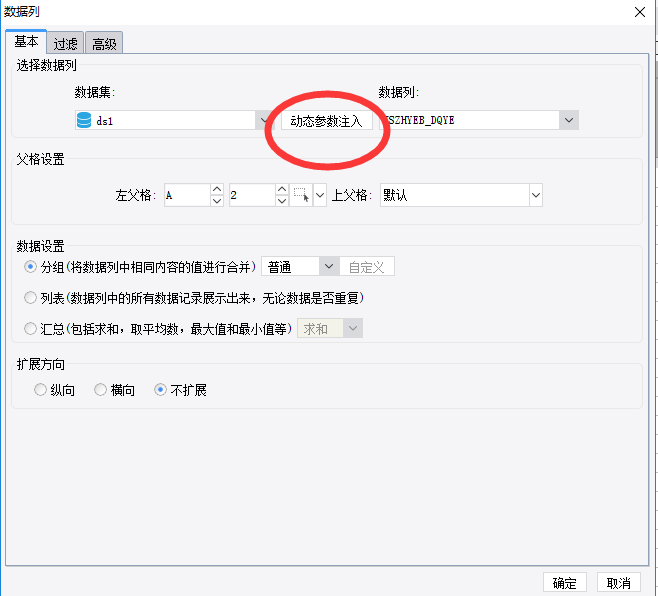 数据列
基本 过滤 高级
选择数据列
数据集: 数据列:
ds1 动态参数注入 SZHYEB_DQYE
父格设置
左父格: A 2 上父格: 默认
数据设置
分组(将数据列中相同内容的值进行合并) 普通 自定义
列表(数据列中的所有数据记录展示出来，无论数据是否重复)
汇总(包括求和，取平均数，最大值和最小值等) 求和
扩展方向
纵向 横向 不扩展
确定 取消